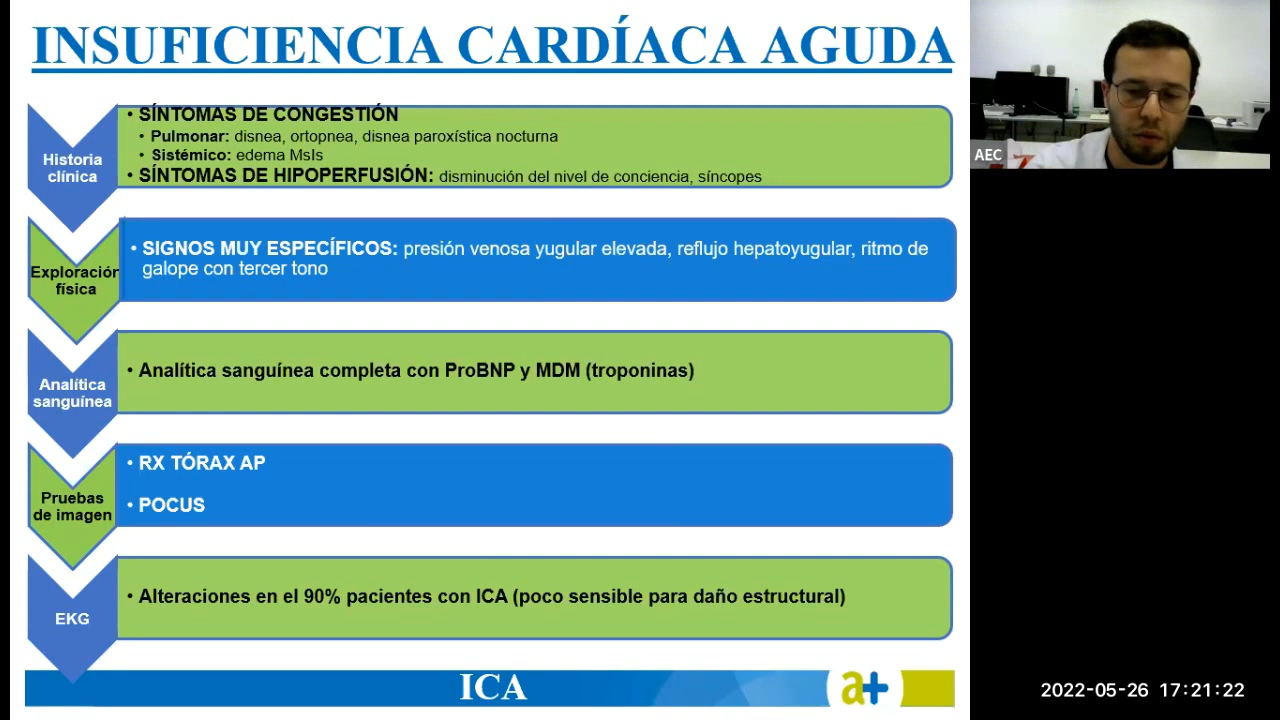 INSUFICIENCIA CARDÍACA AGUDA
Historia
clínica
• SÍNTOMAS DE CONGESTIÓN
• Pulmonar: disnea, ortopnea, disnea paroxística nocturna
• Sistémico: edema MsIs
• SÍNTOMAS DE HIPOPERFUSIÓN: disminución del nivel de conciencia, síncopes
Exploración
física
• SIGNOS MUY ESPECÍFICOS: presión venosa yugular elevada, reflujo hepatoyugular, ritmo de
galope con tercer tono
Analítica
sanguínea
• Analítica sanguínea completa con ProBNP y MDM (troponinas)
Pruebas
de imagen
• RX TÓRAX AP
• POCUS
EKG
• Alteraciones en el 90% pacientes con ICA (poco sensible para daño estructural)
ICA
a+
AEC
2022-05-26 17:21:22